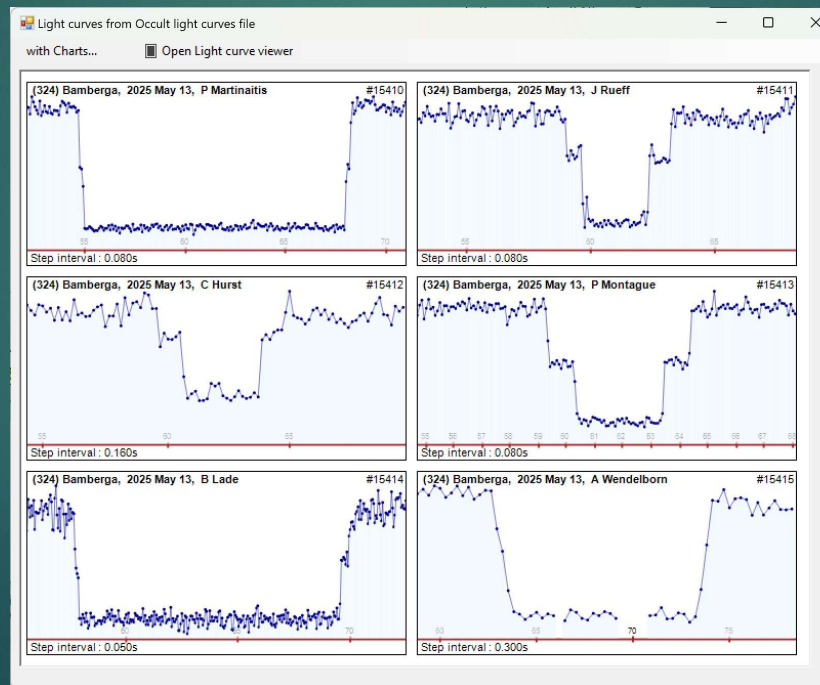 Light curves from Occult light curves file
with Charts... Open Light curve viewer
(324) Bamberga, 2025 May 13, P Martinaitis #15410
55 60 65 70
Step interval : 0.080s
(324) Bamberga, 2025 May 13, J Rueff #15411
55 60 65
Step interval : 0.080s
(324) Bamberga, 2025 May 13, C Hurst #15412
55 60 65
Step interval : 0.160s
(324) Bamberga, 2025 May 13, P Montague #15413
55 56 57 58 59 60 61 62 63 64 65 66 67 68
Step interval : 0.080s
(324) Bamberga, 2025 May 13, B Lade #15414
60 65 70
Step interval : 0.050s
(324) Bamberga, 2025 May 13, A Wendelborn #15415
60 65 70 75
Step interval : 0.300s